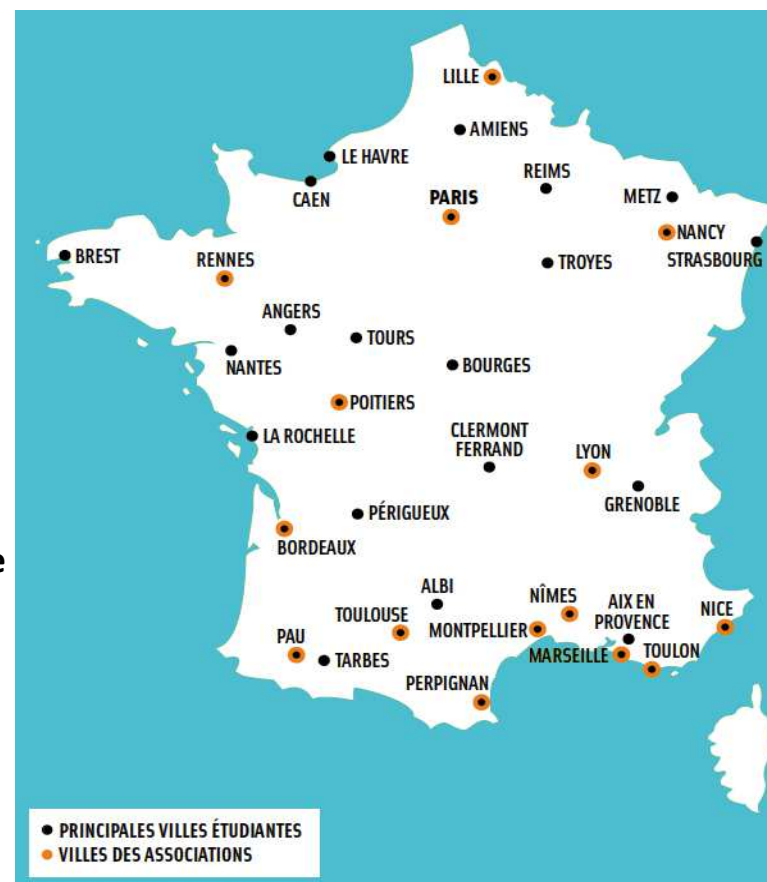 LILLE
AMIENS
LE HAVRE
REIMS
CAEN
PARIS
METZ
NANCY
BREST
RENNES
TROYES
STRASBOURG
ANGERS
TOURS
NANTES
BOURGES
POITIERS
LA ROCHELLE
CLERMONT
FERRAND
LYON
GRENOBLE
PÉRIGUEUX
BORDEAUX
e
ALBI
NÎMES
AIX EN
PROVENCE
NICE
TOULOUSE
MONTPELLIER
PAU
TARBES
MARSEILLE
TOULON
PERPIGNAN
PRINCIPALES VILLES ÉTUDIANTES
VILLES DES ASSOCIATIONS